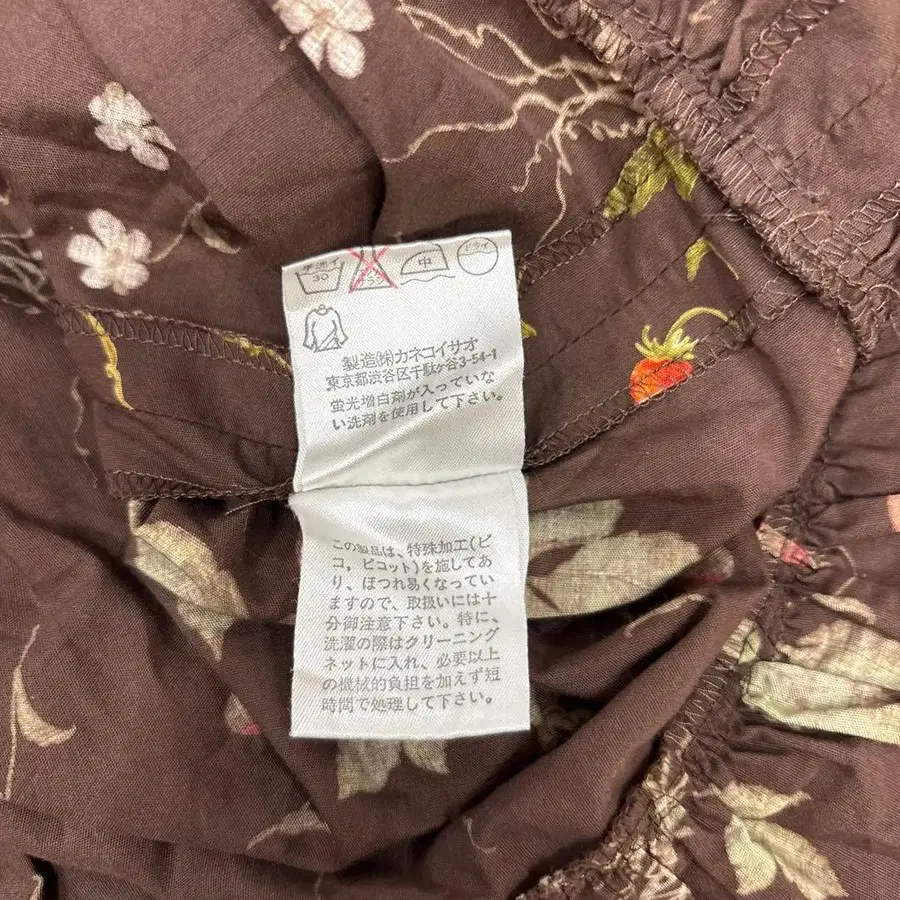 手洗イ 中 ドライ
30
製造㈱カネコイサオ
東京都渋谷区千駄ヶ谷3-54-1
蛍光増白剤が入っていな
い洗剤を使用して下さい。
この製品は、特殊加工(ピ
コ,ピコット)を施してあ
り、ほつれ易くなってい
ますので、取扱いには十
分御注意下さい。特に、
洗濯の際はクリーニング
ネットに入れ、必要以上
の機械的負担を加えず短
時間で処理して下さい。